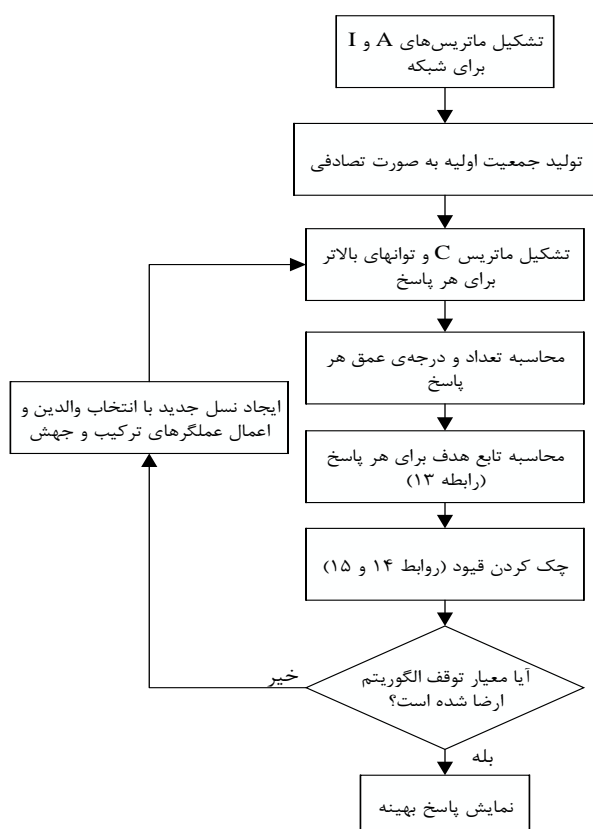 تشکیل ماتریس‌های A و I
برای شبکه
تولید جمعیت اولیه به صورت تصادفی
تشکیل ماتریس C و توانهای بالاتر
برای هر پاسخ
محاسبه تعداد و درجه‌ی عمق هر
پاسخ
ایجاد نسل جدید با انتخاب والدین و
اعمال عملگرهای ترکیب و جهش
محاسبه تابع هدف برای هر پاسخ
(رابطه ۱۳)
چک کردن قیود (روابط ۱۴ و ۱۵)
آیا معیار توقف الگوریتم
ارضا شده است؟
خیر
بله
نمایش پاسخ بهینه